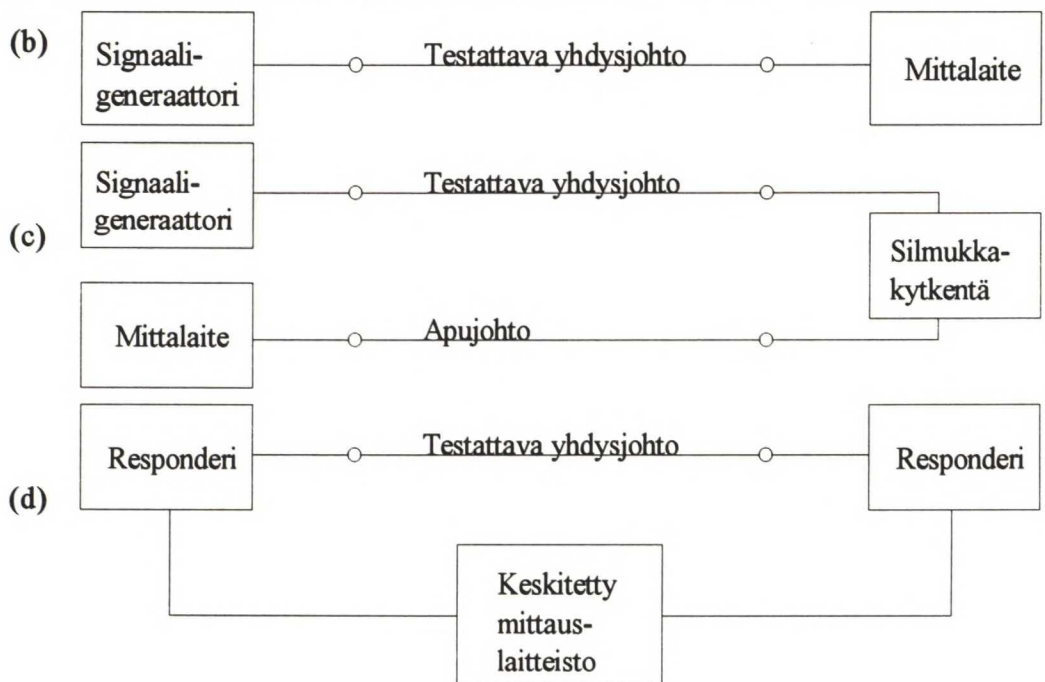 (b)
Signaali-
generaattori
Testattava yhdysjohto
Mittalaite
(c)
Signaali-
generaattori
Testattava yhdysjohto
Silmukka-
kytkentä
Mittalaite
Apujohto
(d)
Responderi
Testattava yhdysjohto
Responderi
Keskitetty
mittaus-
laitteisto